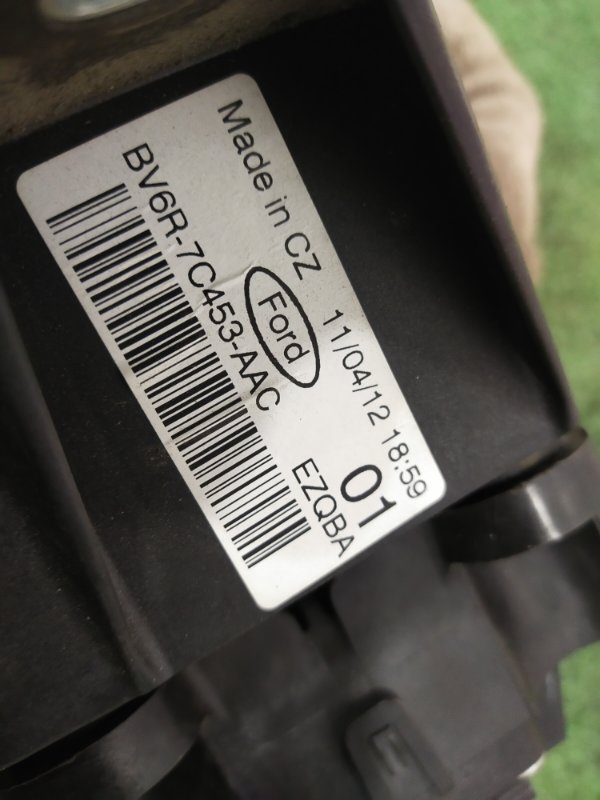 Made in CZ 11/04/12 18:59
Ford 01
BV6R-7C453-AAC EZQBA